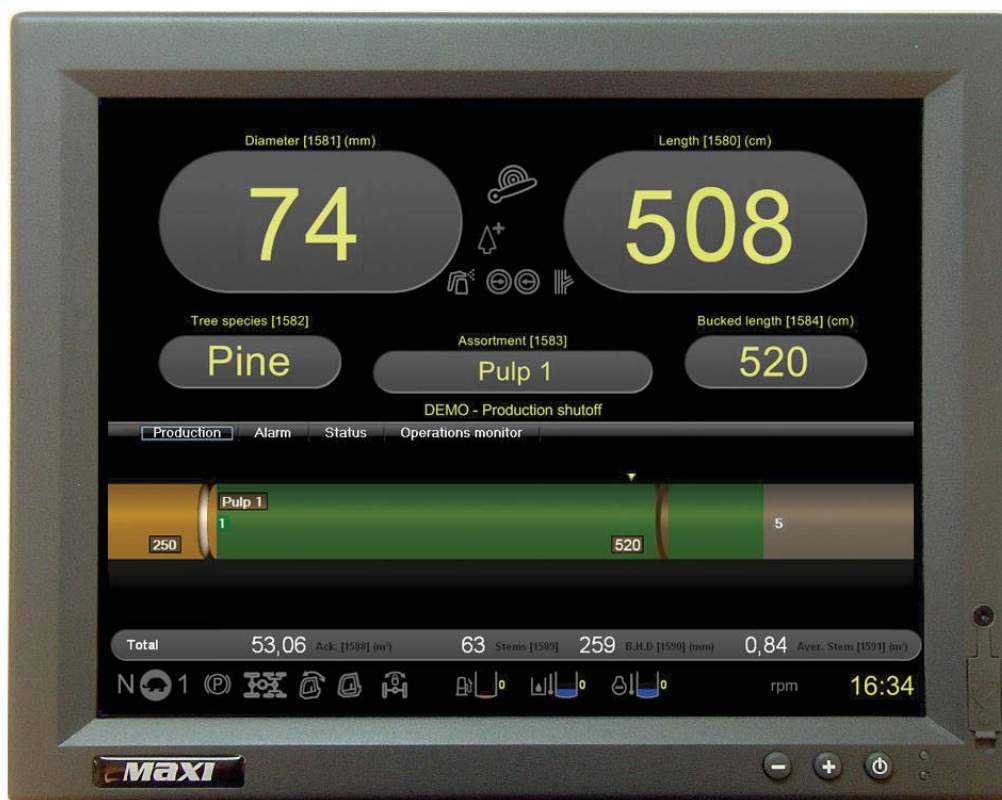 Diameter [1581] (mm)
Length [1580] (cm)
74
508
Tree species [1582]
Assortment [1583]
Bucked length [1584] (cm)
Pine
Pulp 1
520
DEMO - Production shutoff
Production Alarm Status Operations monitor
Pulp 1
1
5
250
520
Total 53,06 Ack. [1588] (m³) 63 Stems [1589] 259 B.H.D [1590] (mm) 0,84 Aver. Stem [1591] (m³)
N 1 P 0 0 0 rpm 16:34
MAXI